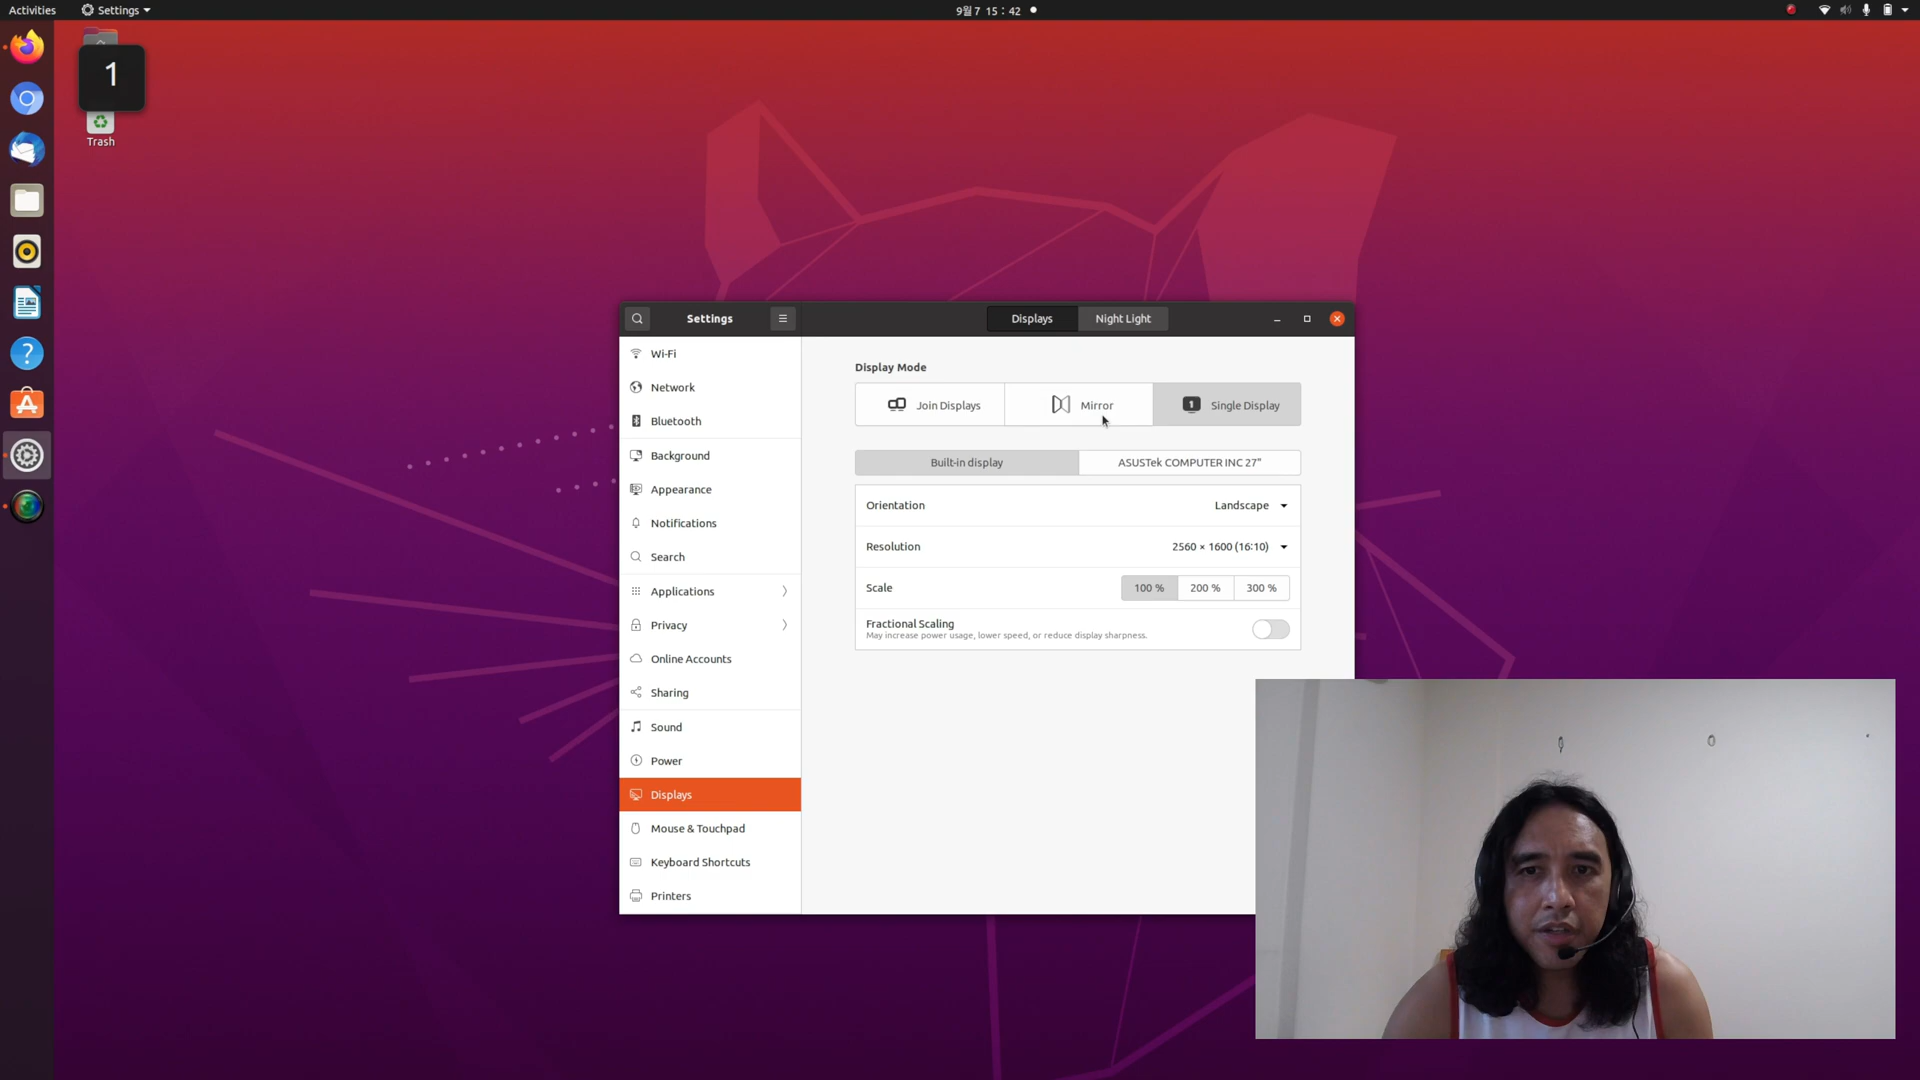 Activities
Settings
9월 7 15 : 42
1
Trash
Settings
Displays
Night Light
Wi-Fi
Network
Bluetooth
Background
Appearance
Notifications
Search
Applications
Privacy
Online Accounts
Sharing
Sound
Power
Displays
Mouse & Touchpad
Keyboard Shortcuts
Printers
Display Mode
Join Displays
Mirror
1 Single Display
Built-in display
ASUSTek COMPUTER INC 27"
Orientation
Landscape
Resolution
2560 × 1600 (16:10)
Scale
100 %
200 %
300 %
Fractional Scaling
May increase power usage, lower speed, or reduce display sharpness.